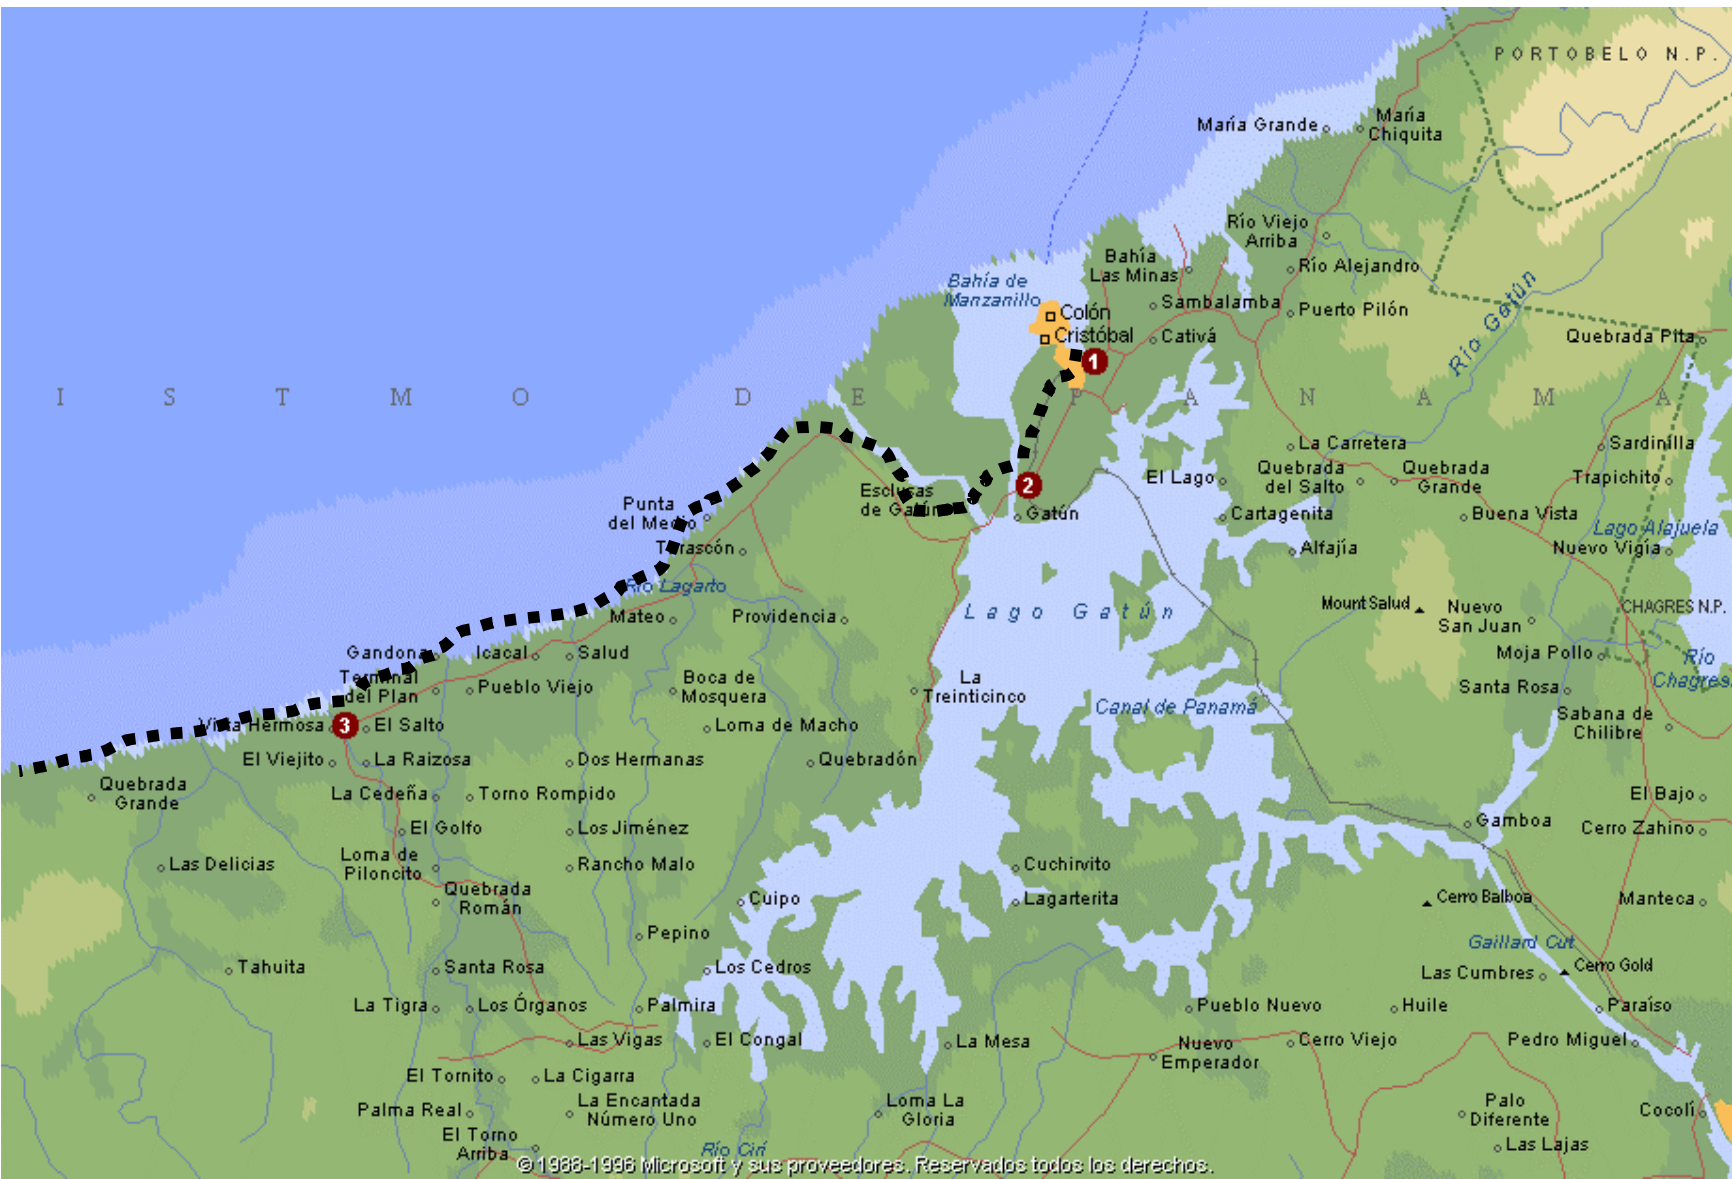 PORTOBELO N.P.
María Grande
María
Chiquita
Río Viejo
Arriba
Bahía
Las Minas
Río Alejandro
Bahía de
Manzanillo
Colón
Sambalamba
Puerto Pilón
Río Gatún
Cristóbal
Cativá
Quebrada Pita
1
I S T M O D E P A N A M A
La Carretera
Sardinilla
El Lago
Quebrada
del Salto
Quebrada
Grande
Trapichito
Esclusas
de Gatún
2
Punta
del Medio
Gatún
Cartagenita
Buena Vista
Lago Alajuela
Tarrascón
Alfajía
Nuevo Vigía
Río Lagarto
Mateo
Providencia
Lago Gatún
Mount Salud
Nuevo
San Juan
CHAGRES N.P.
Gandona
Icacal
Salud
Moja Pollo
Río
Chagres
Terminal
del Plan
Pueblo Viejo
Boca de
Mosquera
La
Treinticinco
Santa Rosa
Canal de Panamá
Vista Hermosa
3
El Salto
Loma de Macho
Sabana de
Chilibre
El Viejito
La Raizosa
Dos Hermanas
Quebradón
Quebrada
Grande
La Cedeña
Torno Rompido
El Bajo
El Golfo
Los Jiménez
Gamboa
Cerro Zahino
Las Delicias
Loma de
Piloncito
Rancho Malo
Cuchirvito
Quebrada
Román
Cuipo
Lagarterita
Cerro Balboa
Manteca
Pepino
Gaillard Cut
Tahuita
Santa Rosa
Los Cedros
Las Cumbres
Cerro Gold
La Tigra
Los Órganos
Palmira
Pueblo Nuevo
Huile
Paraíso
Las Vigas
El Congal
La Mesa
Nuevo
Emperador
Cerro Viejo
Pedro Miguel
El Tornito
La Cigarra
Palma Real
La Encantada
Número Uno
Loma La
Gloria
Palo
Diferente
Cocolí
El Torno
Arriba
Río Cirí
Las Lajas
© 1988-1996 Microsoft y sus proveedores. Reservados todos los derechos.